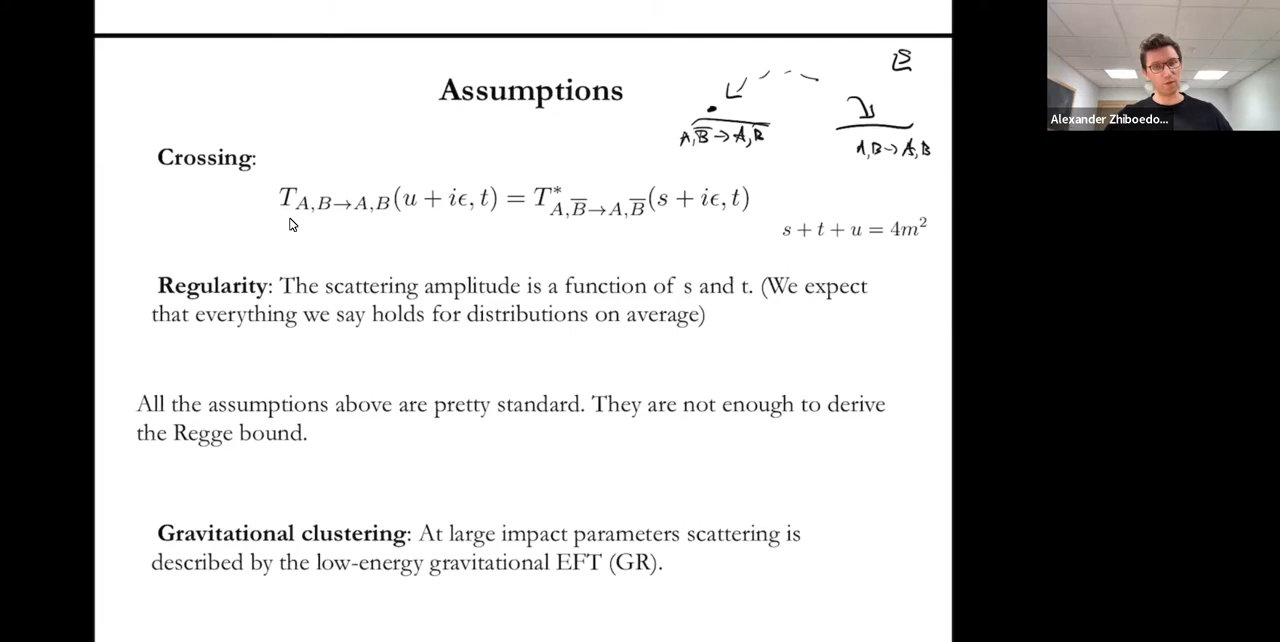 Assumptions
S
A, B̅ → A, B̅
A, B → A, B
Crossing:
T_{A,B→A,B}(u + iϵ, t) = T^*_{A,B̅→A,B̅}(s + iϵ, t)
s + t + u = 4m²
Regularity: The scattering amplitude is a function of s and t. (We expect
that everything we say holds for distributions on average)
All the assumptions above are pretty standard. They are not enough to derive
the Regge bound.
Gravitational clustering: At large impact parameters scattering is
described by the low-energy gravitational EFT (GR).
Alexander Zhiboedo...